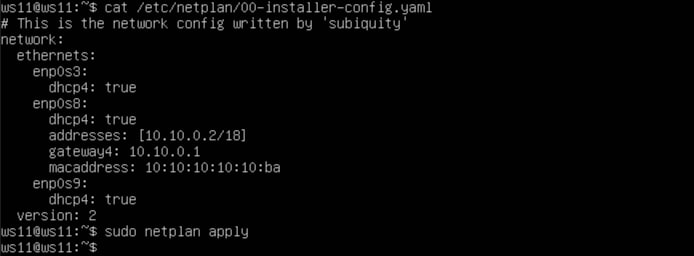 ws11@ws11:~$ cat /etc/netplan/00-installer-config.yaml
# This is the network config written by 'subiquity'
network:
  ethernets:
    enp0s3:
      dhcp4: true
    enp0s8:
      dhcp4: true
      addresses: [10.10.0.2/18]
      gateway4: 10.10.0.1
      macaddress: 10:10:10:10:10:ba
    enp0s9:
      dhcp4: true
  version: 2
ws11@ws11:~$ sudo netplan apply
ws11@ws11:~$